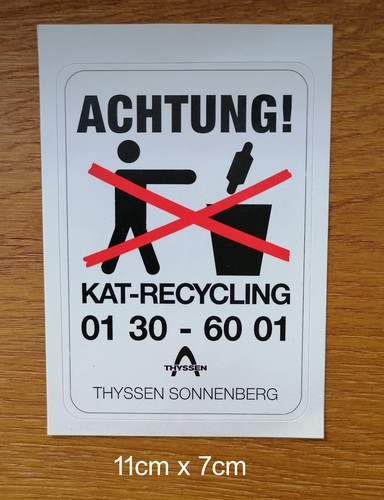 ACHTUNG!
KAT-RECYCLING
01 30 - 60 01
THYSSEN
THYSSEN SONNENBERG
11cm x 7cm